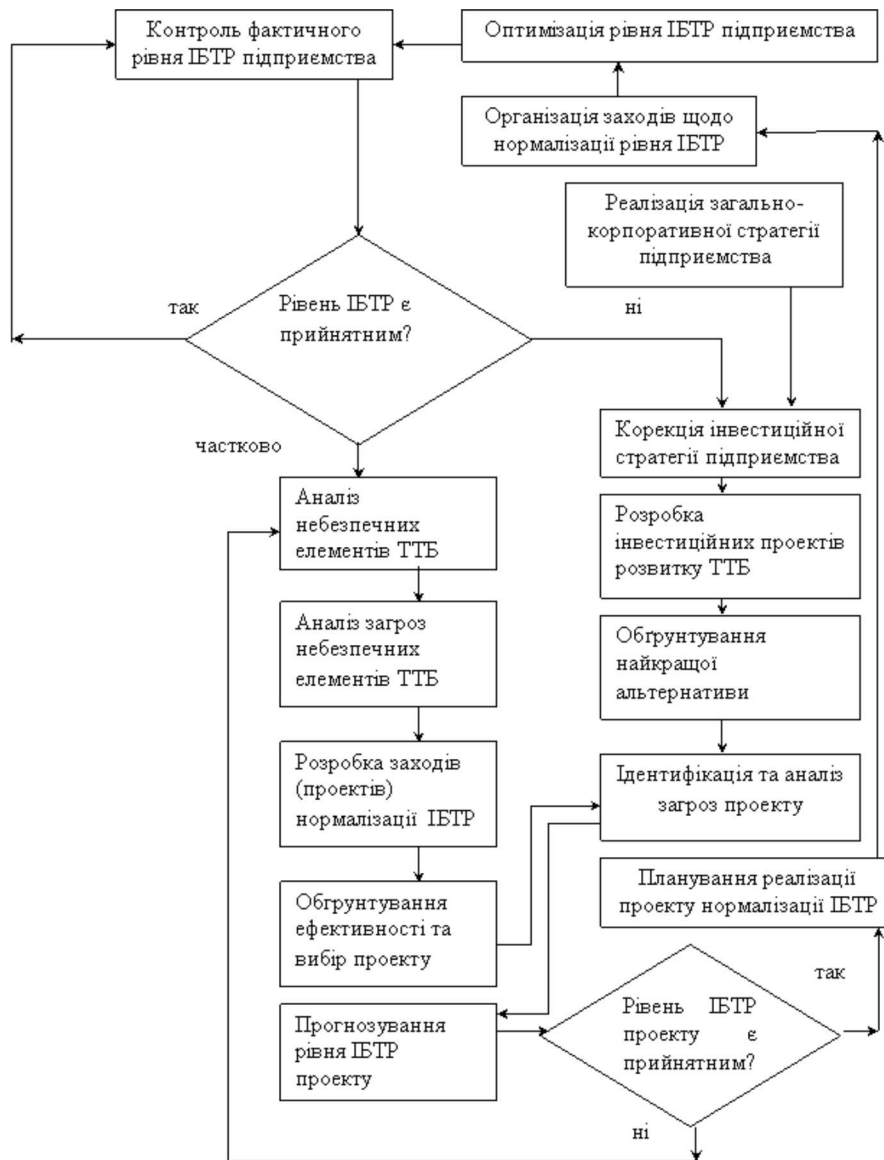 Контроль фактичного
рівня ІБТР підприємства
Оптимізація рівня ІБТР підприємства
Організація заходів щодо
нормалізації рівня ІБТР
Реалізація загально-
корпоративної стратегії
підприємства
так
Рівень ІБТР є
прийнятним?
ні
частково
Корекція інвестиційної
стратегії підприємства
Аналіз
небезпечних
елементів ТТБ
Розробка
інвестиційних проектів
розвитку ТТБ
Аналіз загроз
небезпечних
елементів ТТБ
Обґрунтування
найкращої
альтернативи
Розробка заходів
(проектів)
нормалізації ІБТР
Ідентифікація та аналіз
загроз проекту
Планування реалізації
проекту нормалізації ІБТР
Обгрунтування
ефективності та
вибір проекту
так
Прогнозування
рівня ІБТР
проекту
Рівень ІБТР
проекту є
прийнятним?
ні